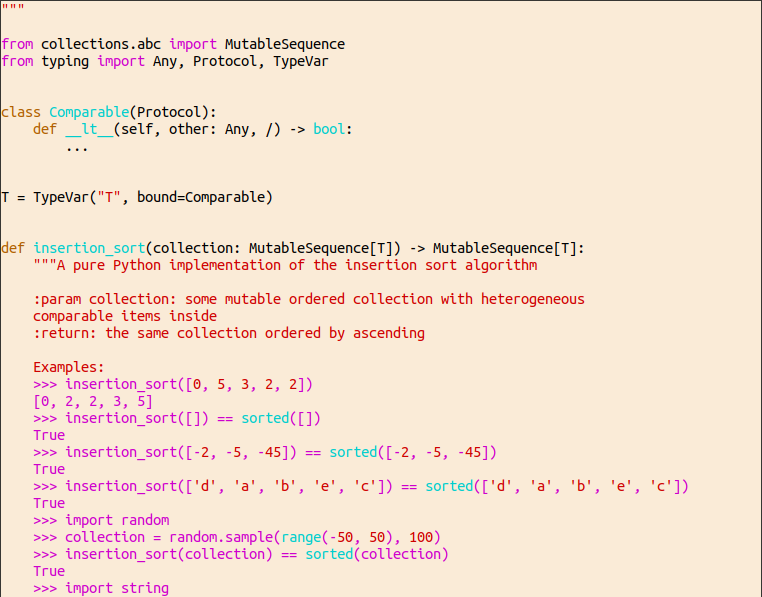 """
from collections.abc import MutableSequence
from typing import Any, Protocol, TypeVar
class Comparable(Protocol):
    def __lt__(self, other: Any, /) -> bool:
        ...
T = TypeVar("T", bound=Comparable)
def insertion_sort(collection: MutableSequence[T]) -> MutableSequence[T]:
    """A pure Python implementation of the insertion sort algorithm
    :param collection: some mutable ordered collection with heterogeneous
    comparable items inside
    :return: the same collection ordered by ascending
    Examples:
    >>> insertion_sort([0, 5, 3, 2, 2])
    [0, 2, 2, 3, 5]
    >>> insertion_sort([]) == sorted([])
    True
    >>> insertion_sort([-2, -5, -45]) == sorted([-2, -5, -45])
    True
    >>> insertion_sort(['d', 'a', 'b', 'e', 'c']) == sorted(['d', 'a', 'b', 'e', 'c'])
    True
    >>> import random
    >>> collection = random.sample(range(-50, 50), 100)
    >>> insertion_sort(collection) == sorted(collection)
    True
    >>> import string